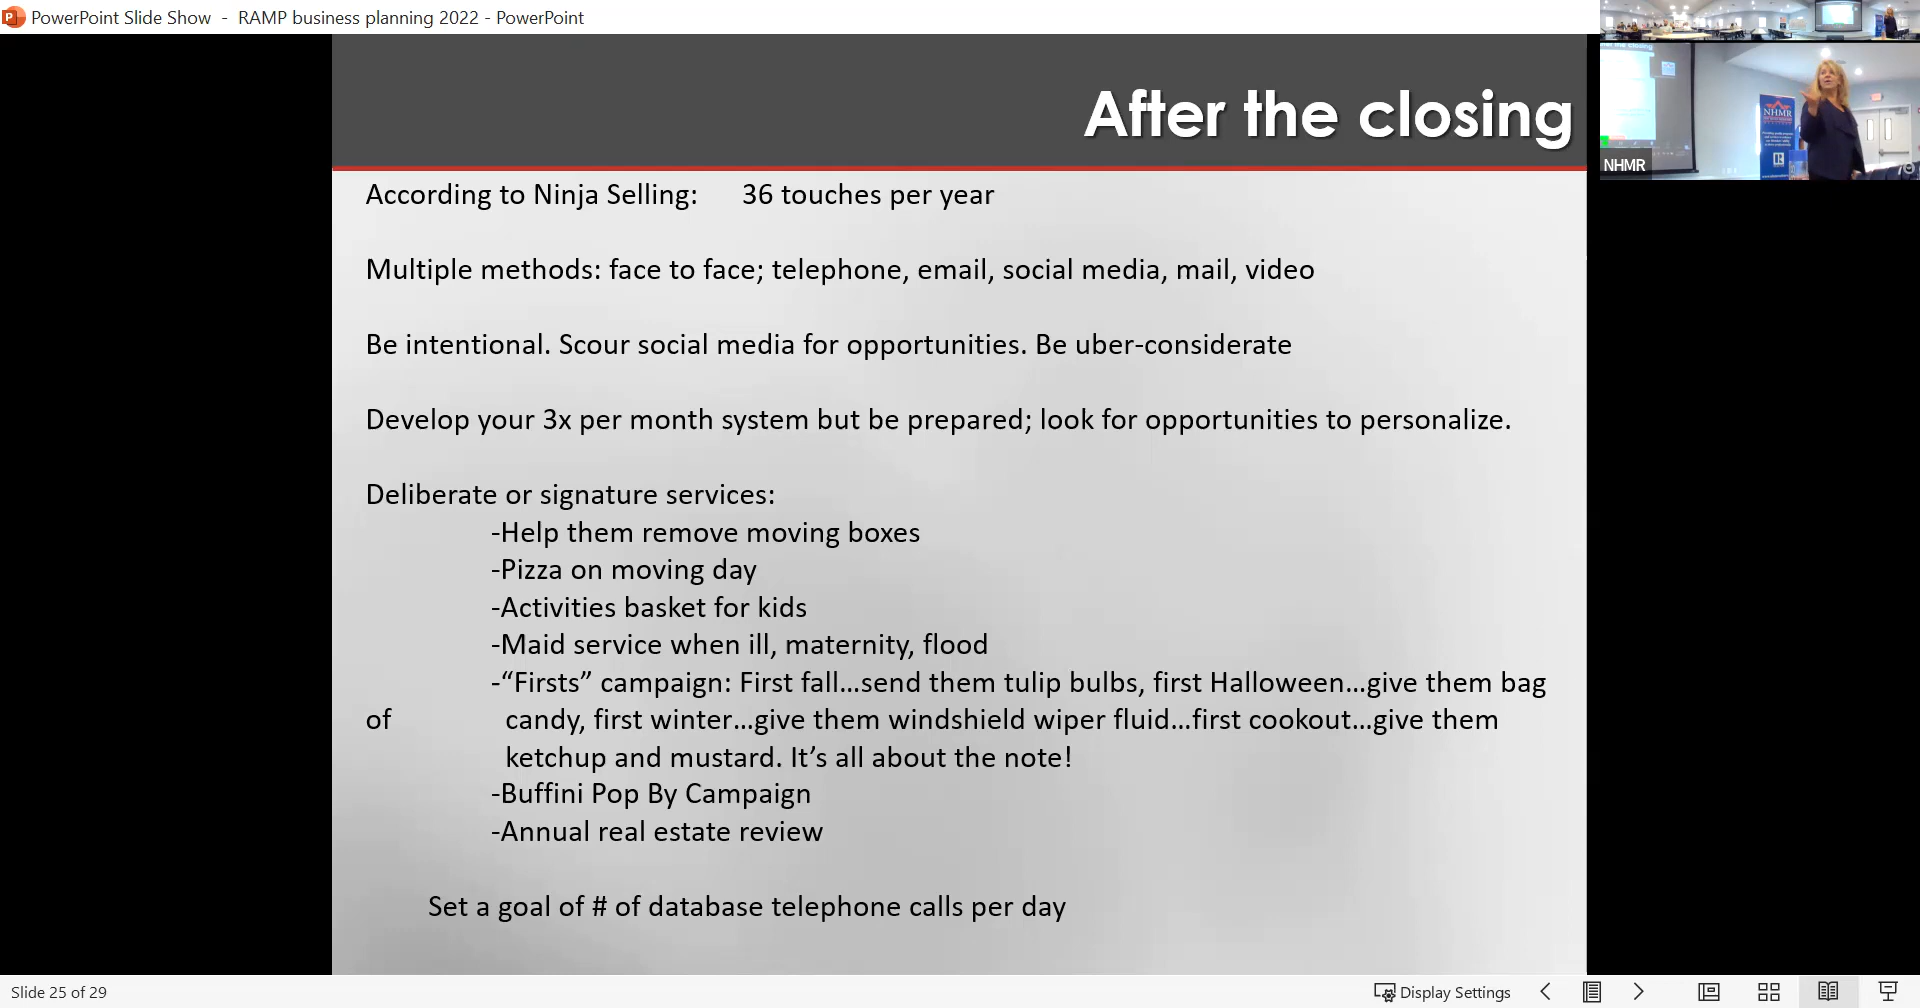 PowerPoint Slide Show - RAMP business planning 2022 - PowerPoint
After the closing
According to Ninja Selling: 36 touches per year
Multiple methods: face to face; telephone, email, social media, mail, video
Be intentional. Scour social media for opportunities. Be uber-considerate
Develop your 3x per month system but be prepared; look for opportunities to personalize.
Deliberate or signature services:
-Help them remove moving boxes
-Pizza on moving day
-Activities basket for kids
-Maid service when ill, maternity, flood
-“Firsts” campaign: First fall…send them tulip bulbs, first Halloween…give them bag
of candy, first winter…give them windshield wiper fluid…first cookout…give them
ketchup and mustard. It’s all about the note!
-Buffini Pop By Campaign
-Annual real estate review
Set a goal of # of database telephone calls per day
NHMR
NHMR
Slide 25 of 29
Display Settings